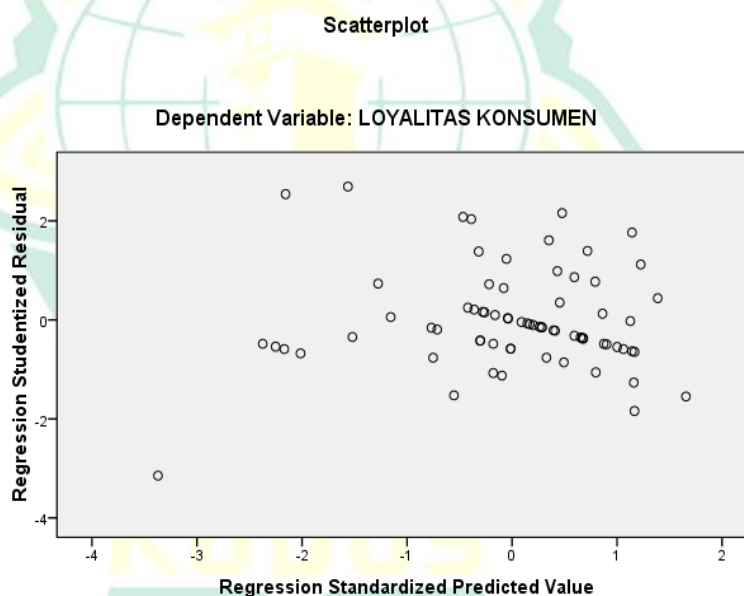 Scatterplot
Dependent Variable: LOYALITAS KONSUMEN
Regression Studentized Residual
2
0
-2
-4
-4 -3 -2 -1 0 1 2
Regression Standardized Predicted Value
KUDUS